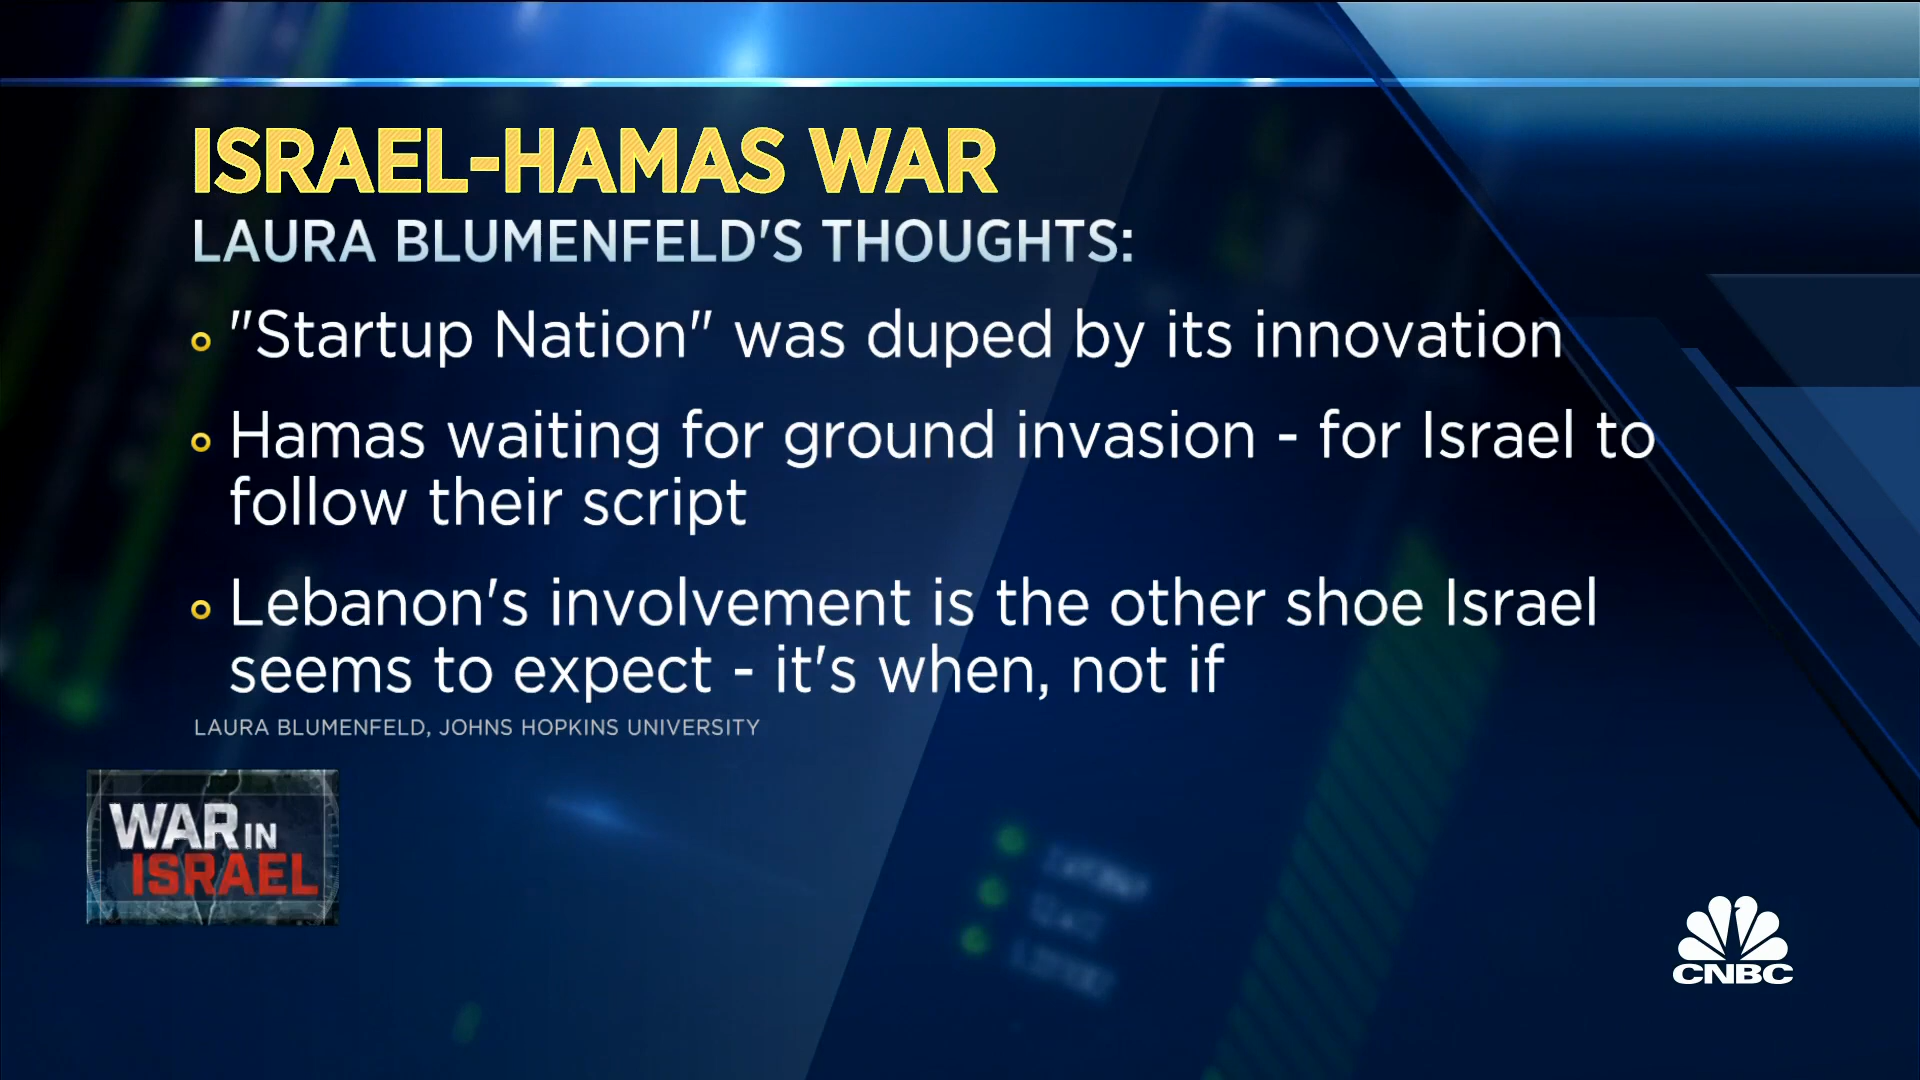 ISRAEL-HAMAS WAR
LAURA BLUMENFELD'S THOUGHTS:
"Startup Nation" was duped by its innovation
Hamas waiting for ground invasion - for Israel to
follow their script
Lebanon's involvement is the other shoe Israel
seems to expect - it's when, not if
LAURA BLUMENFELD, JOHNS HOPKINS UNIVERSITY
WAR IN
ISRAEL
CNBC